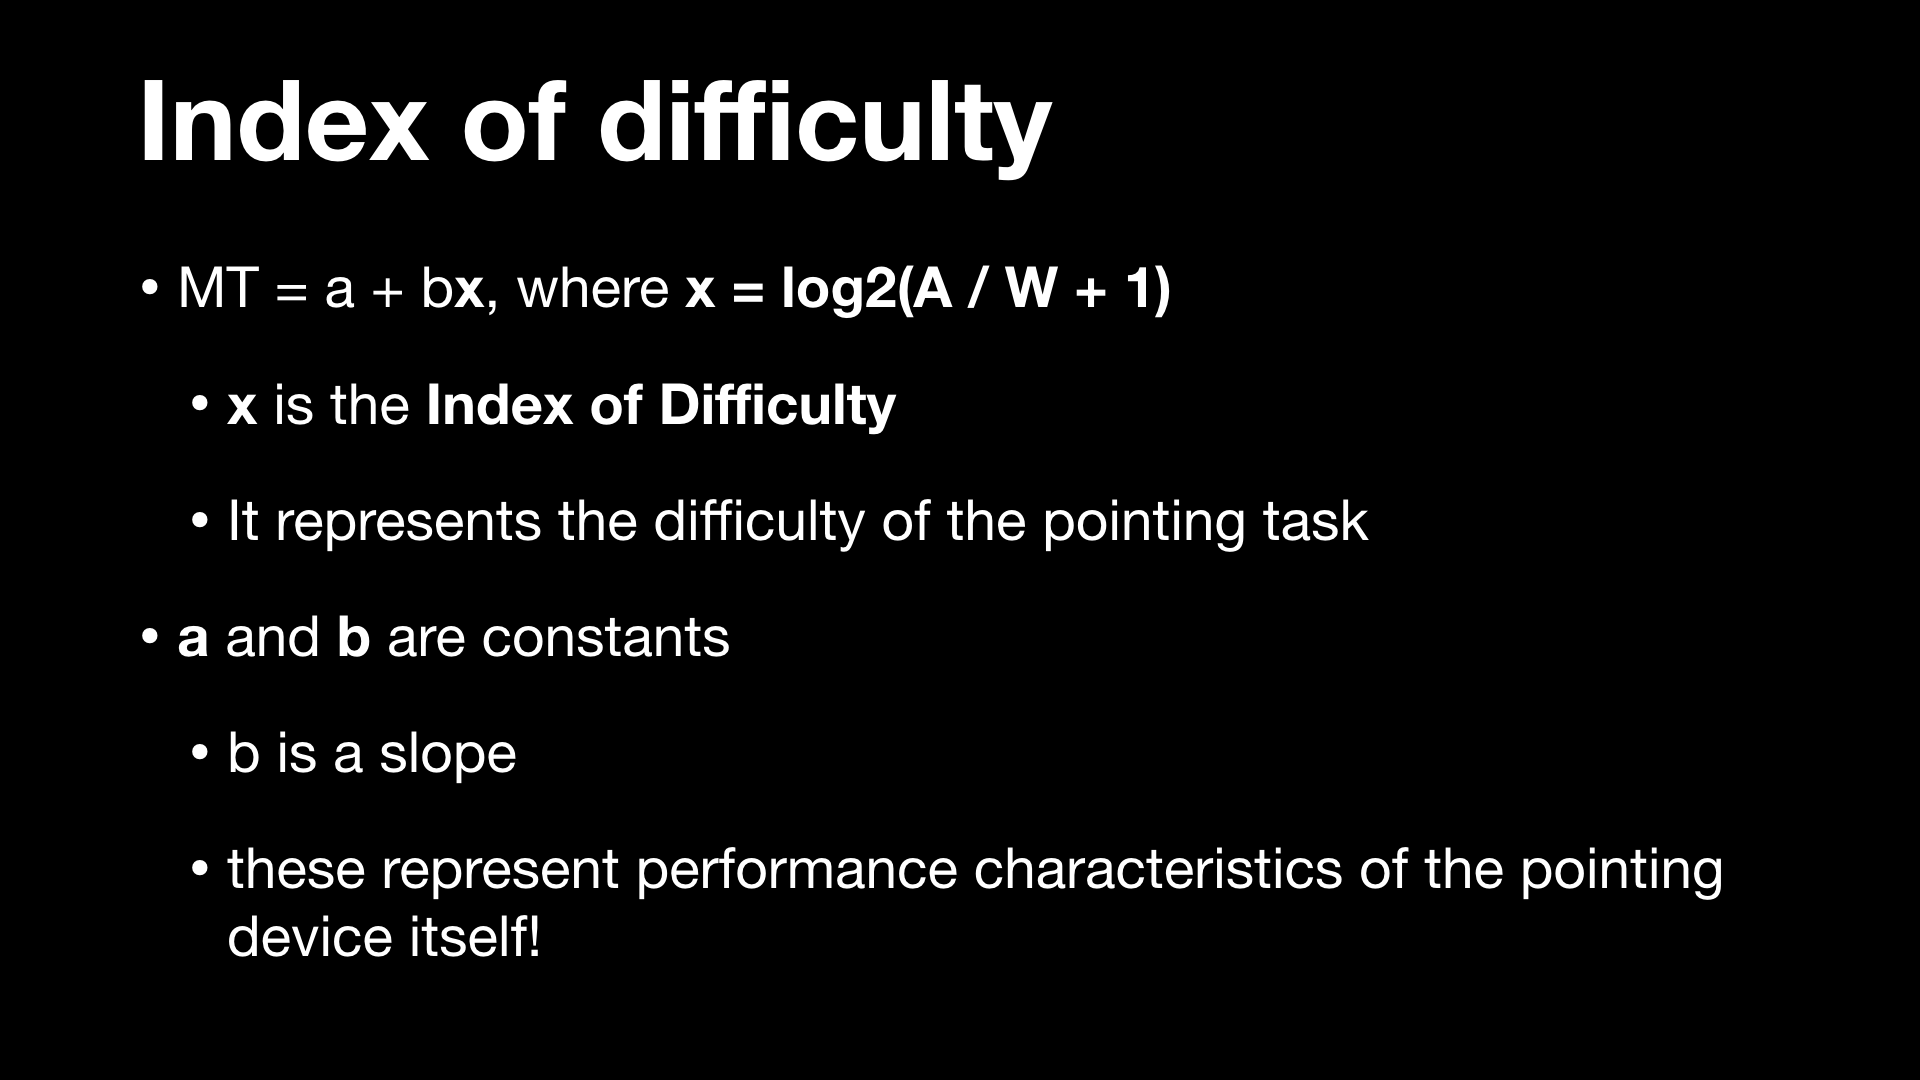 Index of difficulty
• MT = a + bx, where x = log2(A / W + 1)
• x is the Index of Difficulty
• It represents the difficulty of the pointing task
• a and b are constants
• b is a slope
• these represent performance characteristics of the pointing
device itself!